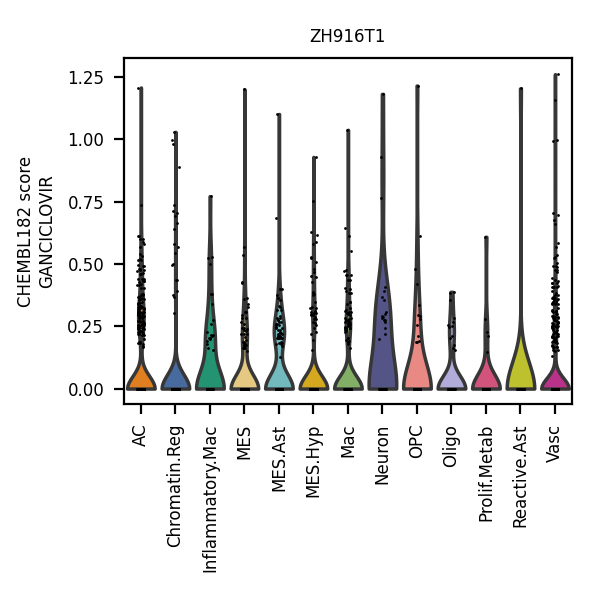 ZH916T1
CHEMBL182 score
GANCICLOVIR
1.25
1.00
0.75
0.50
0.25
0.00
AC
Chromatin.Reg
Inflammatory.Mac
MES
MES.Ast
MES.Hyp
Mac
Neuron
OPC
Oligo
Prolif.Metab
Reactive.Ast
Vasc